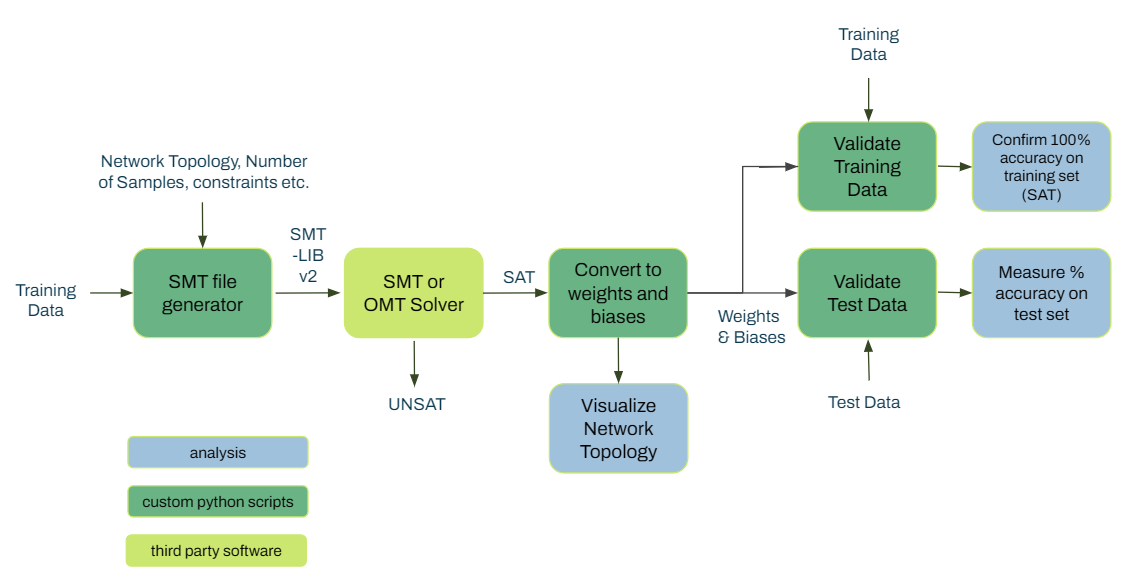 Training
Data
Network Topology, Number
of Samples, constraints etc.
SMT file
generator
SMT
-LIB
v2
SMT or
OMT Solver
UNSAT
SAT
Convert to
weights and
biases
Visualize
Network
Topology
Weights
& Biases
Training
Data
Validate
Training
Data
Confirm 100%
accuracy on
training set
(SAT)
Validate
Test Data
Measure %
accuracy on
test set
Test Data
analysis
custom python scripts
third party software